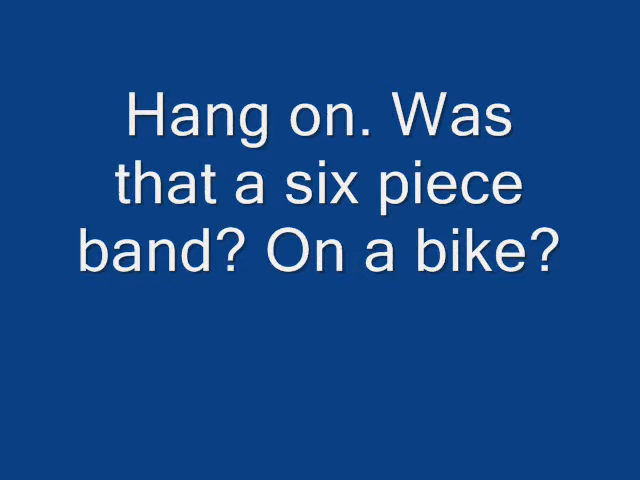 Hang on. Was
that a six piece
band? On a bike?